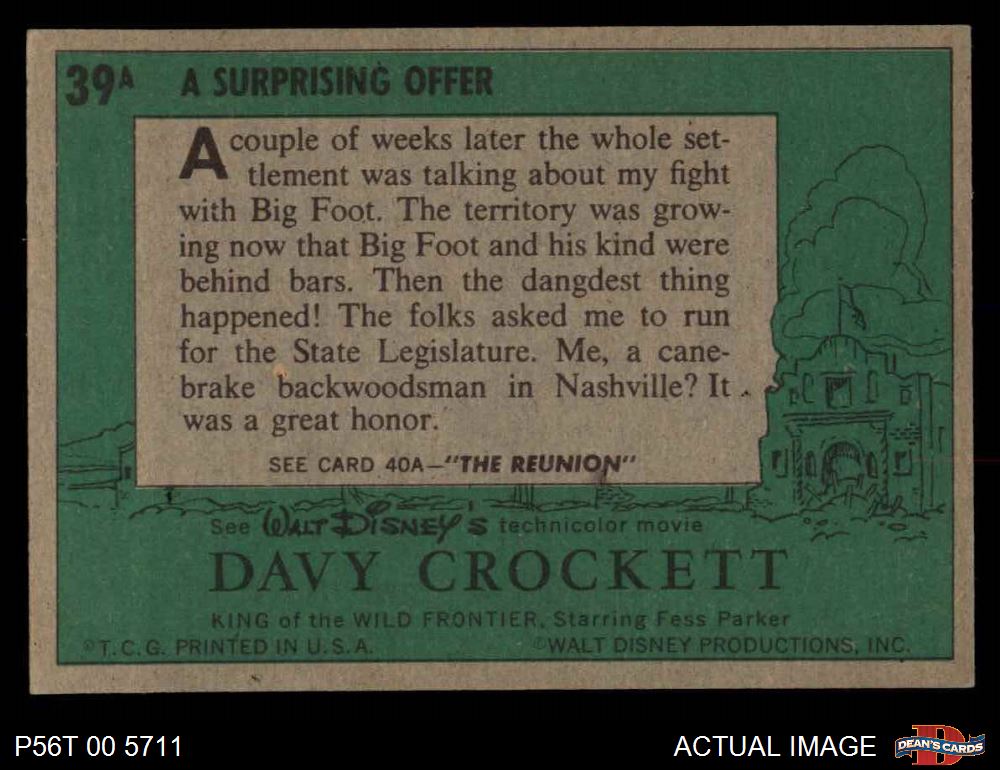 39A A SURPRISING OFFER
A couple of weeks later the whole set-
tlement was talking about my fight
with Big Foot. The territory was grow-
ing now that Big Foot and his kind were
behind bars. Then the dangdest thing
happened! The folks asked me to run
for the State Legislature. Me, a cane-
brake backwoodsman in Nashville? It
was a great honor.
SEE CARD 40A—"THE REUNION"
See WALT DISNEY'S technicolor movie
DAVY CROCKETT
KING of the WILD FRONTIER, Starring Fess Parker
©T.C.G. PRINTED IN U.S.A. ©WALT DISNEY PRODUCTIONS, INC.
P56T 00 5711 ACTUAL IMAGE D DEAN'S CARDS